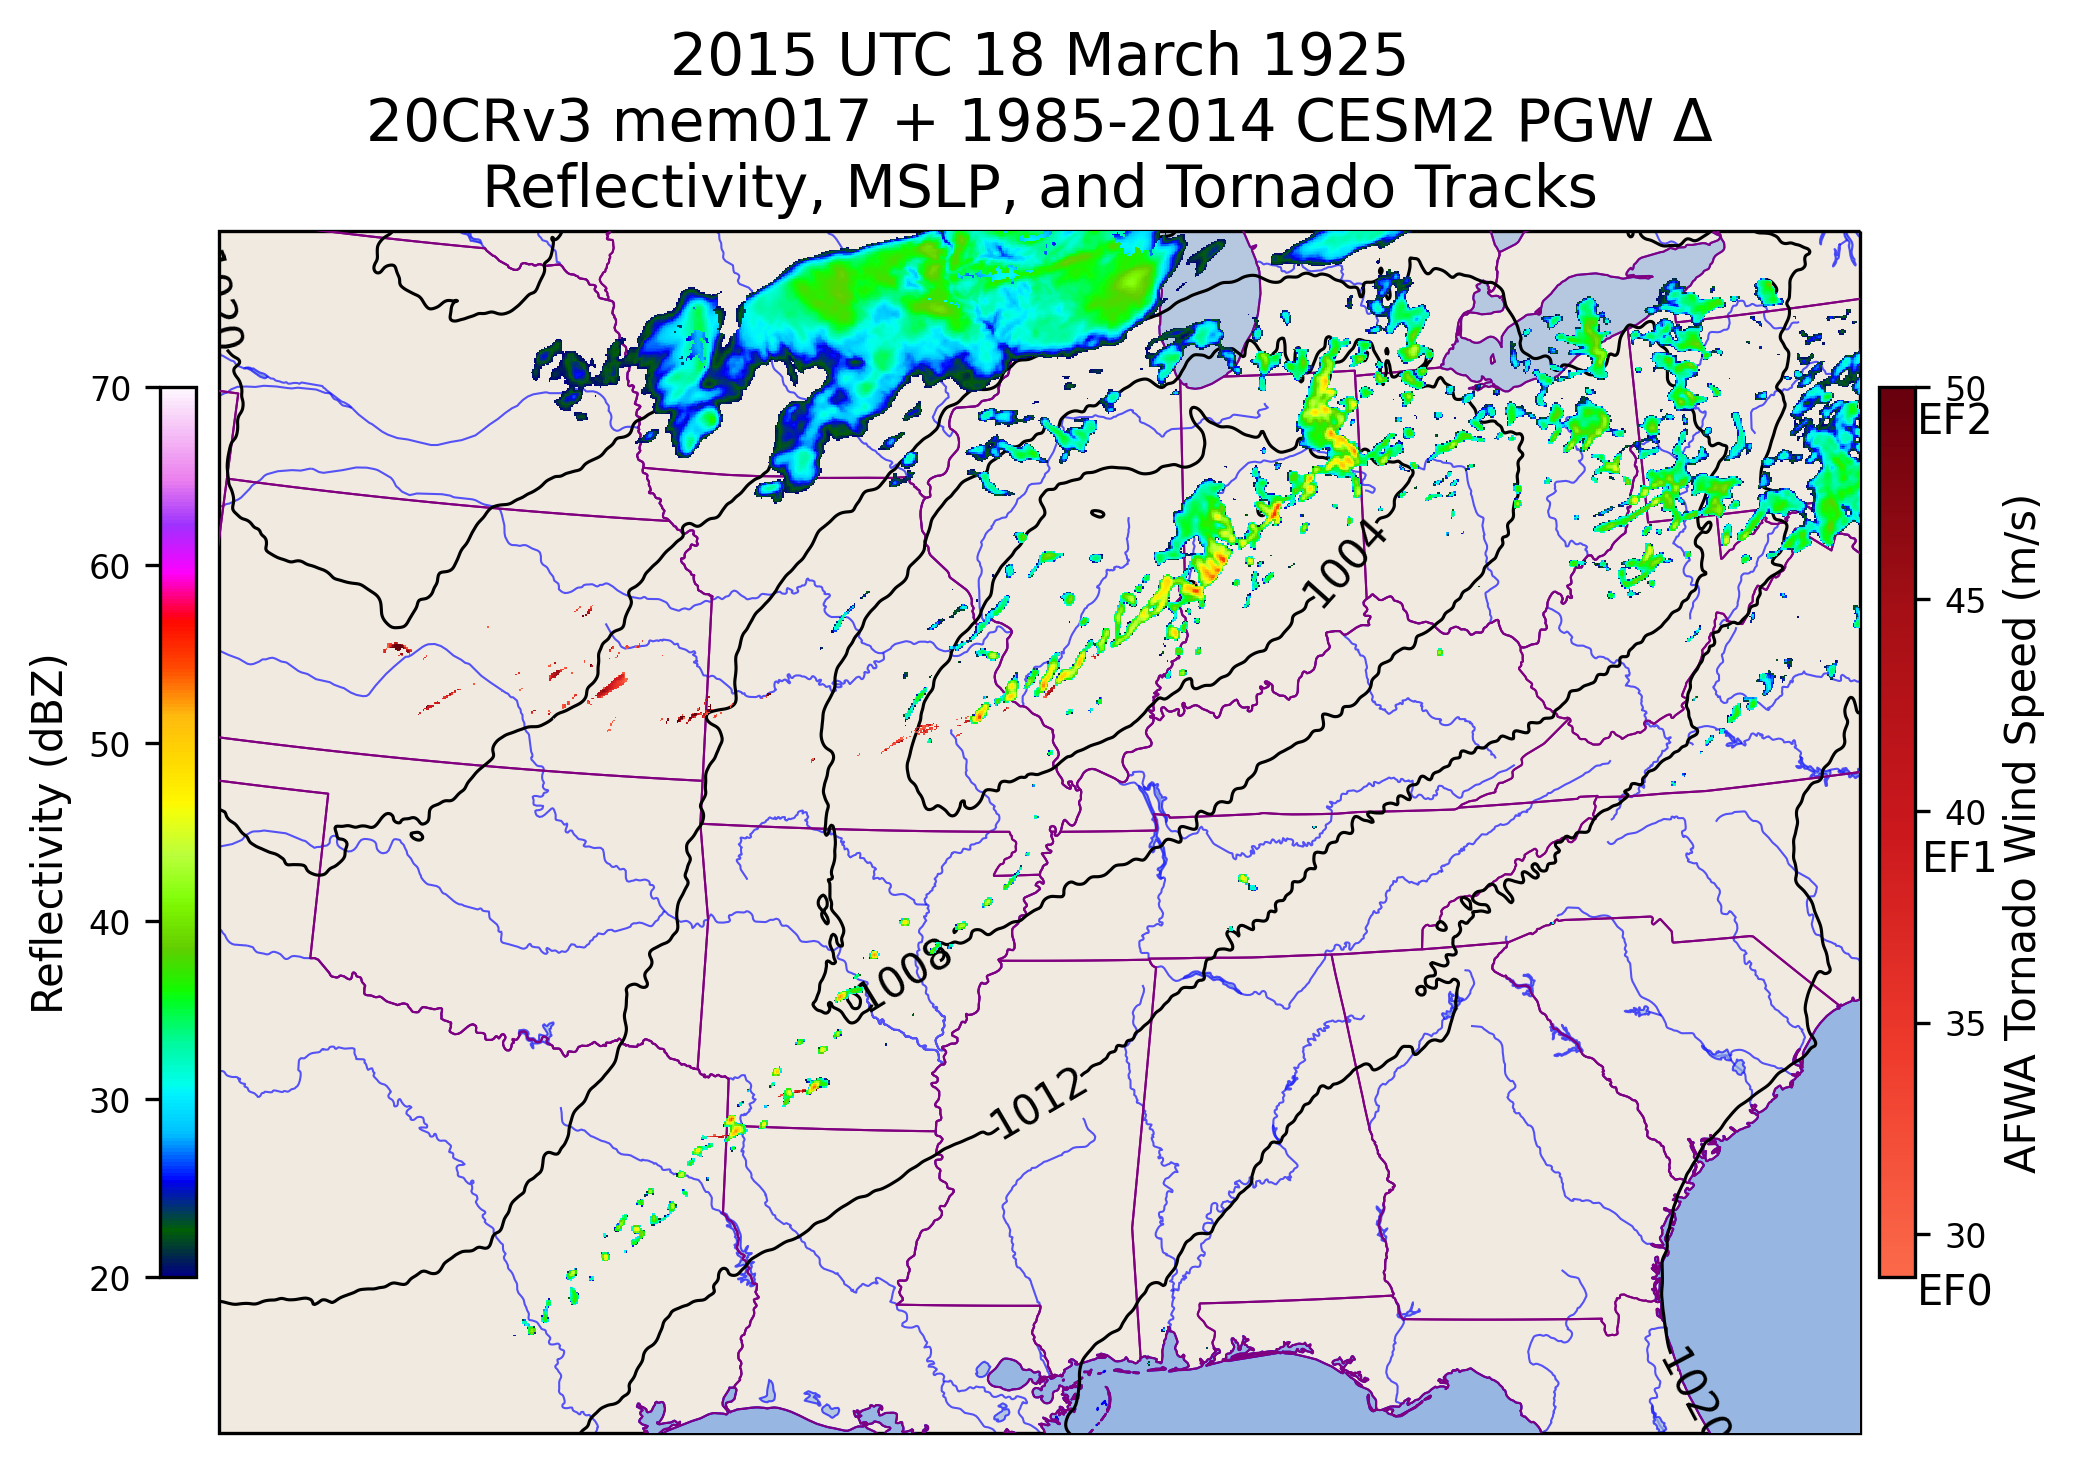 2015 UTC 18 March 1925
20CRv3 mem017 + 1985-2014 CESM2 PGW Δ
Reflectivity, MSLP, and Tornado Tracks
1020
1004
1008
1012
1020
70
60
50
40
30
20
Reflectivity (dBZ)
50
EF2
45
40
EF1
35
30
EF0
AFWA Tornado Wind Speed (m/s)